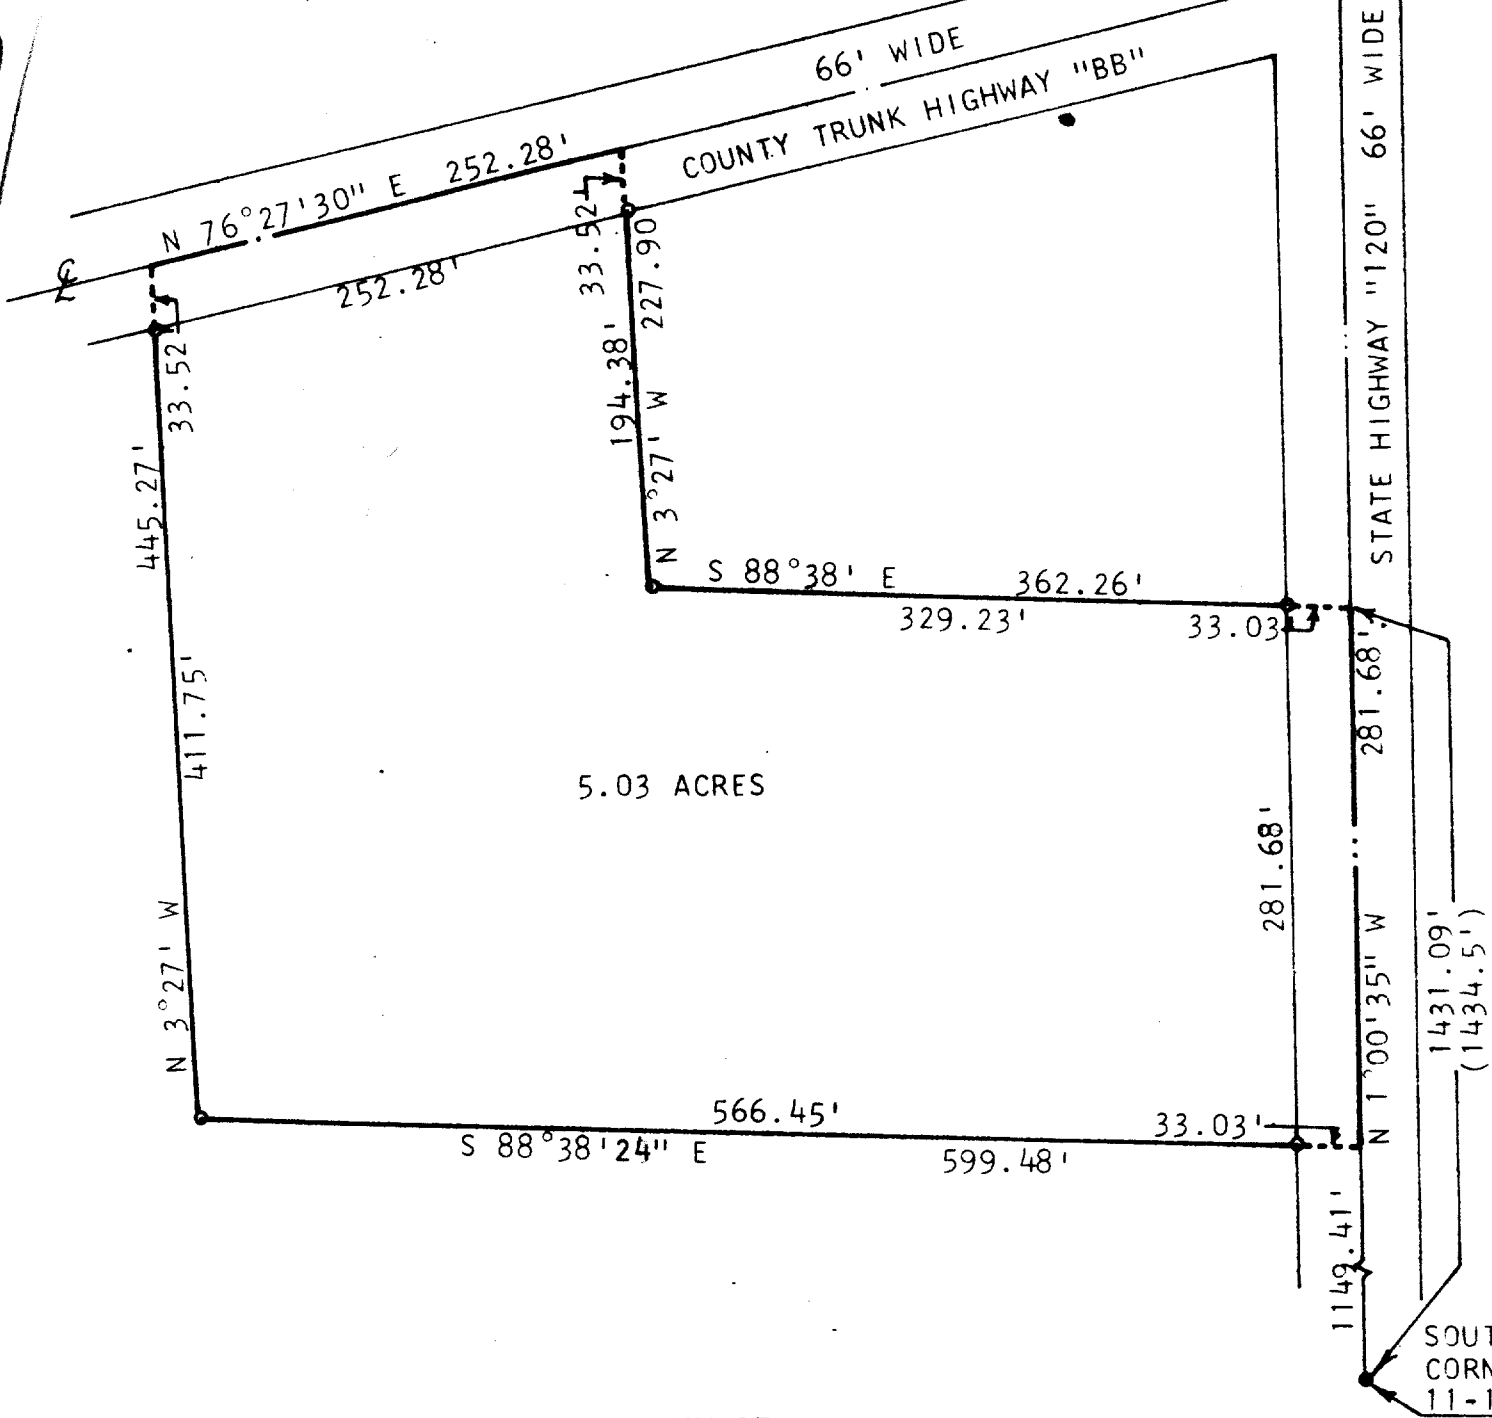 66' WIDE
COUNTY TRUNK HIGHWAY "BB"
66' WIDE
STATE HIGHWAY "120"
N 76°27'30" E 252.28'
33.52'
227.90
252.28'
33.52
194.38'
N 3°27' W
445.27'
S 88°38' E 362.26'
329.23'
33.03
281.68'
411.75'
5.03 ACRES
281.68'
N 3°27' W
N 1°00'35" W
1431.09'
(1434.5')
566.45'
33.03'
S 88°38'24" E
599.48'
1149.41'
SOUT
CORN
11-1